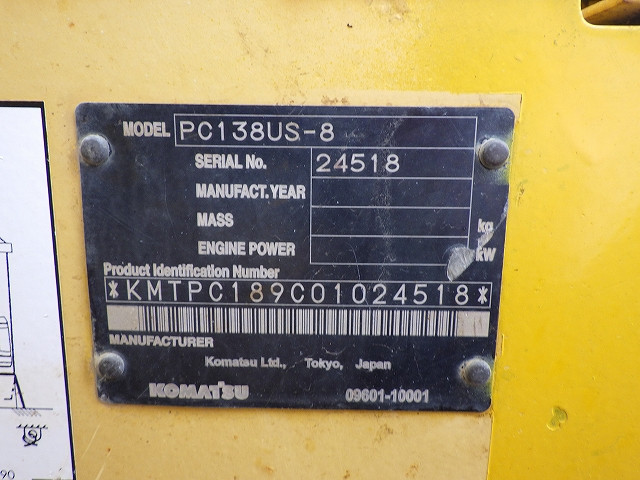 MODEL PC138US-8
SERIAL No. 24518
MANUFACT. YEAR
MASS kg
ENGINE POWER kW
Product Identification Number
*KMTPC189C01024518*
MANUFACTURER
Komatsu Ltd., Tokyo, Japan
KOMATSU 09601-10001
90